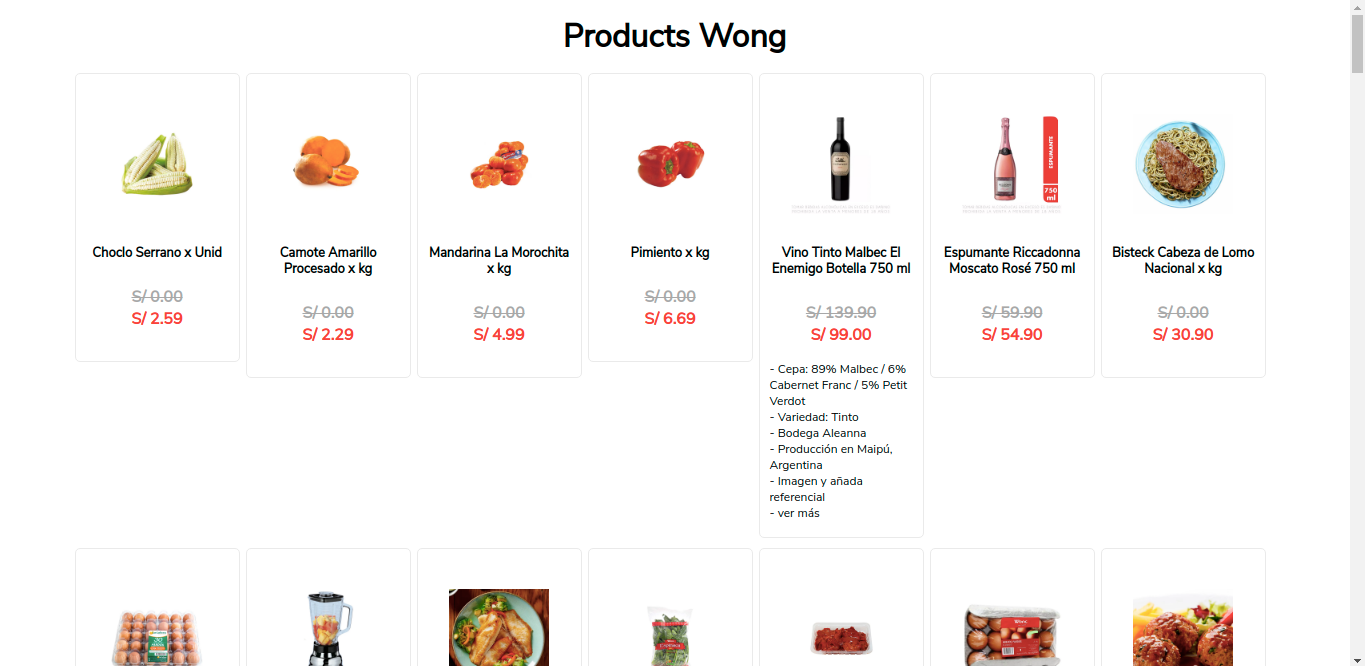 Products Wong
Choclo Serrano x Unid
S/ 0.00
S/ 2.59
Camote Amarillo
Procesado x kg
S/ 0.00
S/ 2.29
Mandarina La Morochita
x kg
S/ 0.00
S/ 4.99
Pimiento x kg
S/ 0.00
S/ 6.69
Vino Tinto Malbec El
Enemigo Botella 750 ml
S/ 139.90
S/ 99.00
- Cepa: 89% Malbec / 6%
Cabernet Franc / 5% Petit
Verdot
- Variedad: Tinto
- Bodega Aleanna
- Producción en Maipú,
Argentina
- Imagen y añada
referencial
- ver más
ESPUMANTE
750
ml
Espumante Riccadonna
Moscato Rosé 750 ml
S/ 59.90
S/ 54.90
Bisteck Cabeza de Lomo
Nacional x kg
S/ 0.00
S/ 30.90